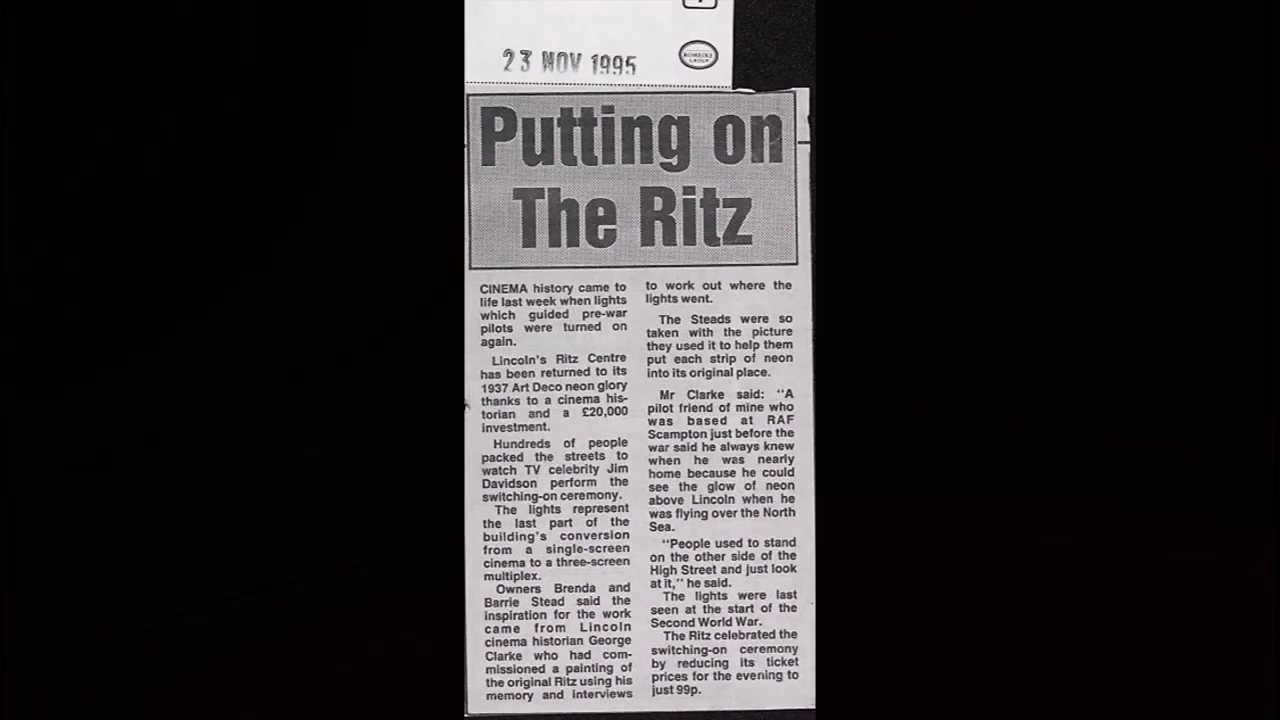 23 NOV 1995
ROMEIKE
GROUP
Putting on
The Ritz
CINEMA history came to
life last week when lights
which guided pre-war
pilots were turned on
again.
Lincoln's Ritz Centre
has been returned to its
1937 Art Deco neon glory
thanks to a cinema his-
torian and a £20,000
investment.
Hundreds of people
packed the streets to
watch TV celebrity Jim
Davidson perform the
switching-on ceremony.
The lights represent
the last part of the
building's conversion
from a single-screen
cinema to a three-screen
multiplex.
Owners Brenda and
Barrie Stead said the
inspiration for the work
came from Lincoln
cinema historian George
Clarke who had com-
missioned a painting of
the original Ritz using his
memory and interviews
to work out where the
lights went.
The Steads were so
taken with the picture
they used it to help them
put each strip of neon
into its original place.
Mr Clarke said: "A
pilot friend of mine who
was based at RAF
Scampton just before the
war said he always knew
when he was nearly
home because he could
see the glow of neon
above Lincoln when he
was flying over the North
Sea.
"People used to stand
on the other side of the
High Street and just look
at it," he said.
The lights were last
seen at the start of the
Second World War.
The Ritz celebrated the
switching-on ceremony
by reducing its ticket
prices for the evening to
just 99p.